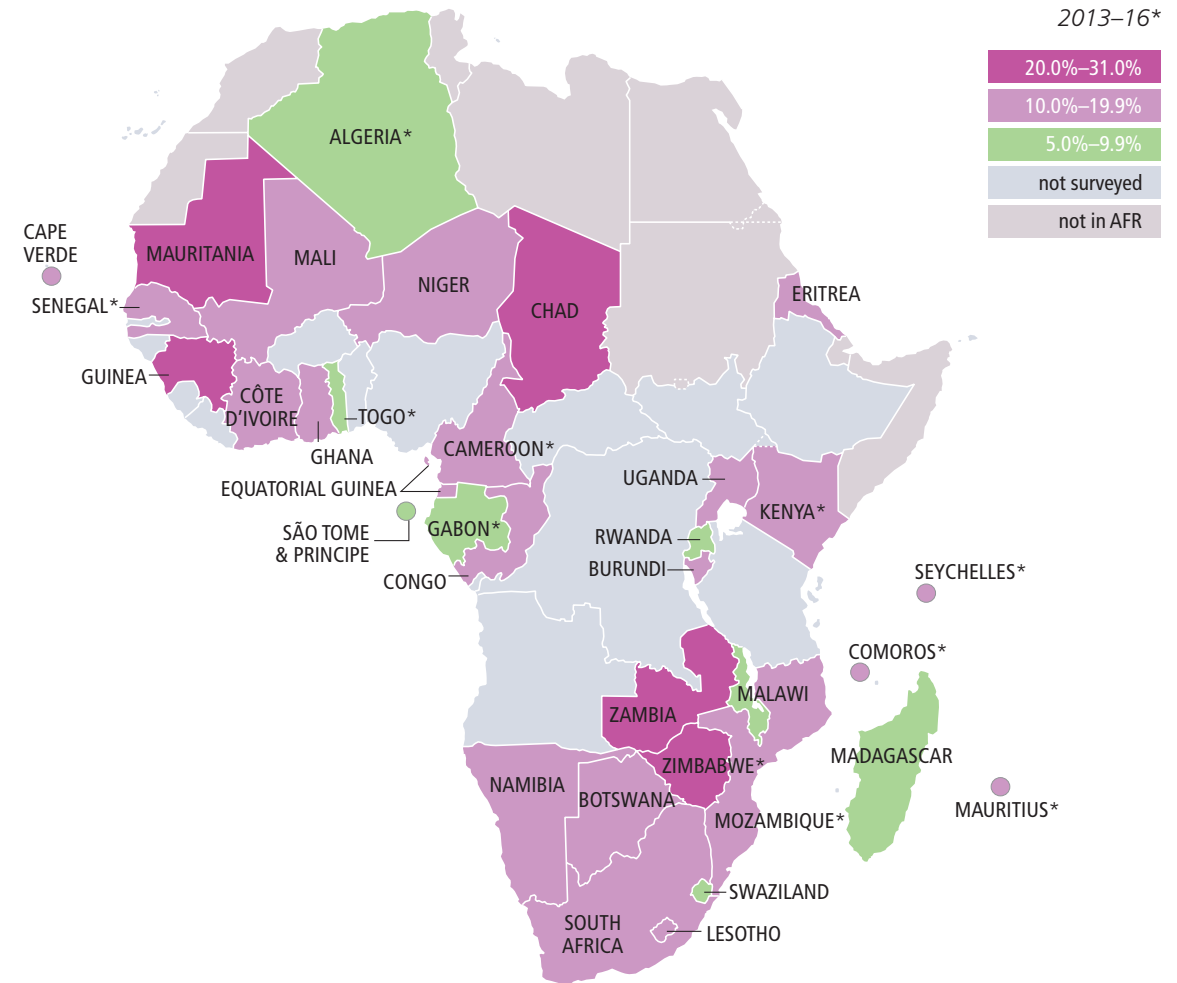 2013–16*
20.0%–31.0%
10.0%–19.9%
5.0%–9.9%
not surveyed
not in AFR
ALGERIA*
CAPE
VERDE
MAURITANIA
MALI
NIGER
CHAD
ERITREA
SENEGAL*
GUINEA
CÔTE
D’IVOIRE
TOGO*
GHANA
CAMEROON*
EQUATORIAL GUINEA
UGANDA
KENYA*
GABON*
SÃO TOME
& PRINCIPE
RWANDA
BURUNDI
CONGO
SEYCHELLES*
COMOROS*
MALAWI
ZAMBIA
MADAGASCAR
ZIMBABWE*
NAMIBIA
BOTSWANA
MAURITIUS*
MOZAMBIQUE*
SWAZILAND
SOUTH
AFRICA
LESOTHO